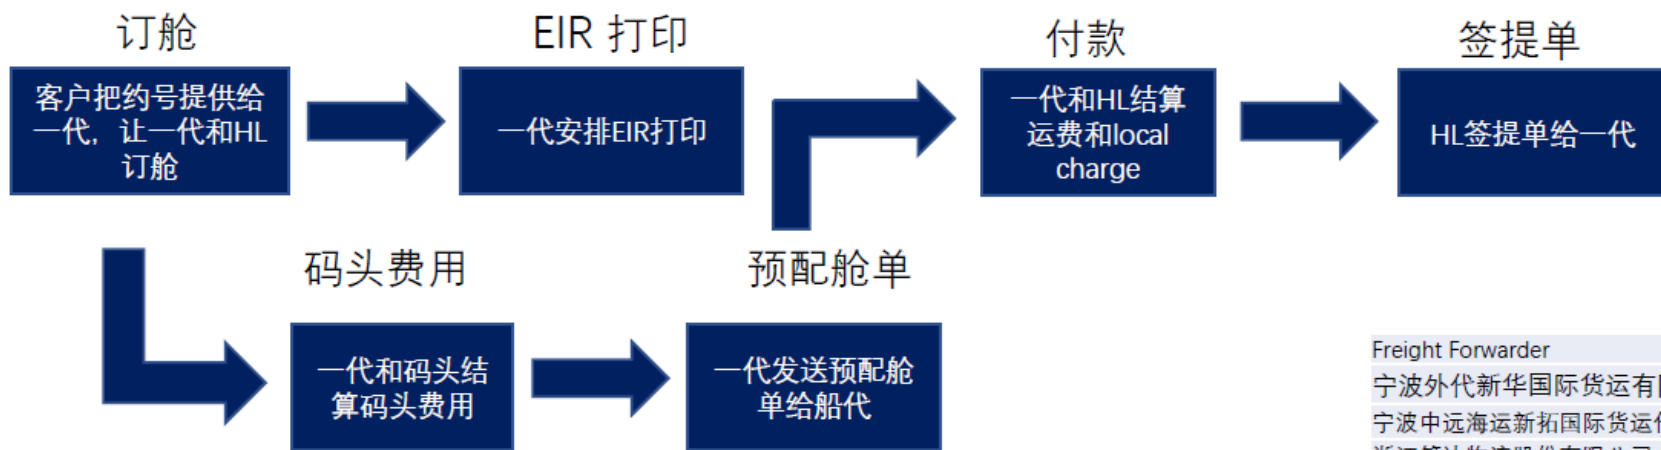 订舱
EIR 打印
付款
签提单
客户把约号提供给
一代，让一代和HL
订舱
一代安排EIR打印
一代和HL结算
运费和local
charge
HL签提单给一代
码头费用
预配舱单
一代和码头结
算码头费用
一代发送预配舱
单给船代
Freight Forwarder
宁波外代新华国际货运有
宁波中远海运新拓国际货运